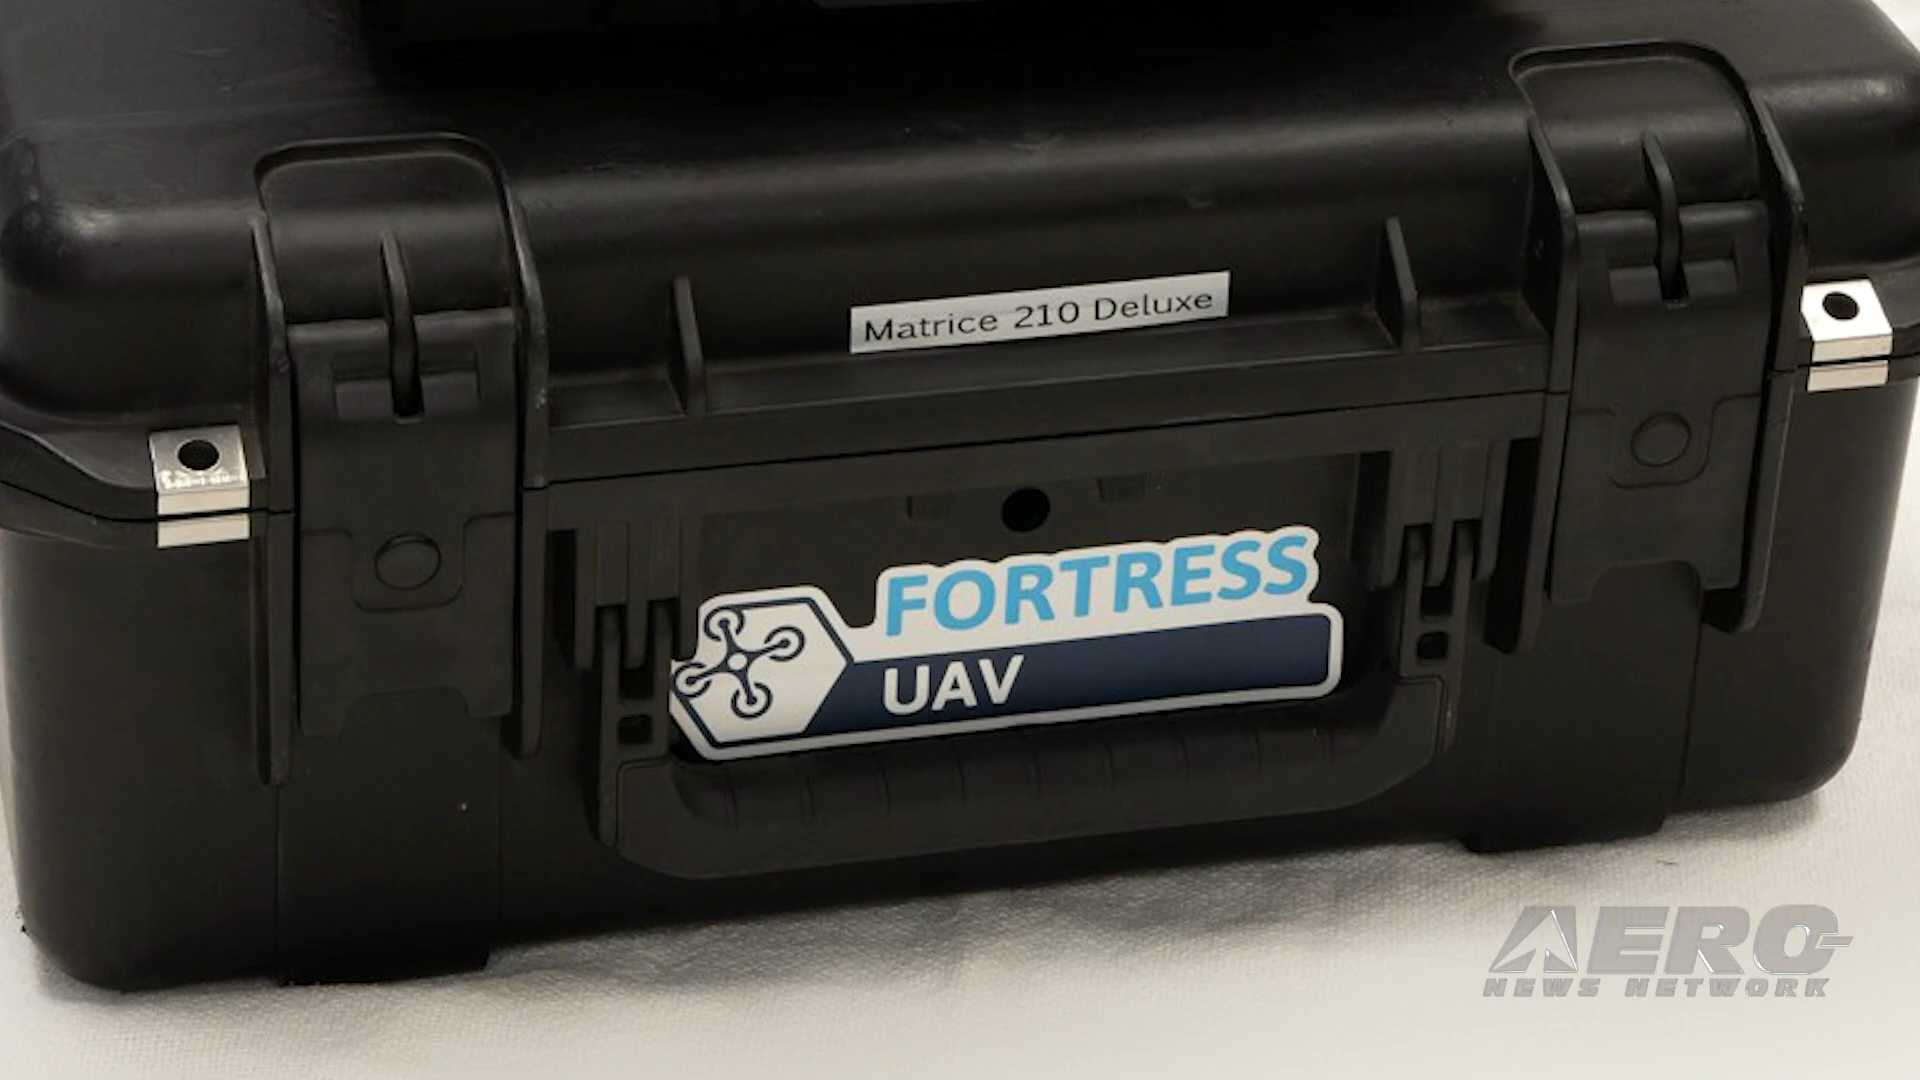 Matrice 210 Deluxe
FORTRESS
UAV
AERO
NEWS NETWORK